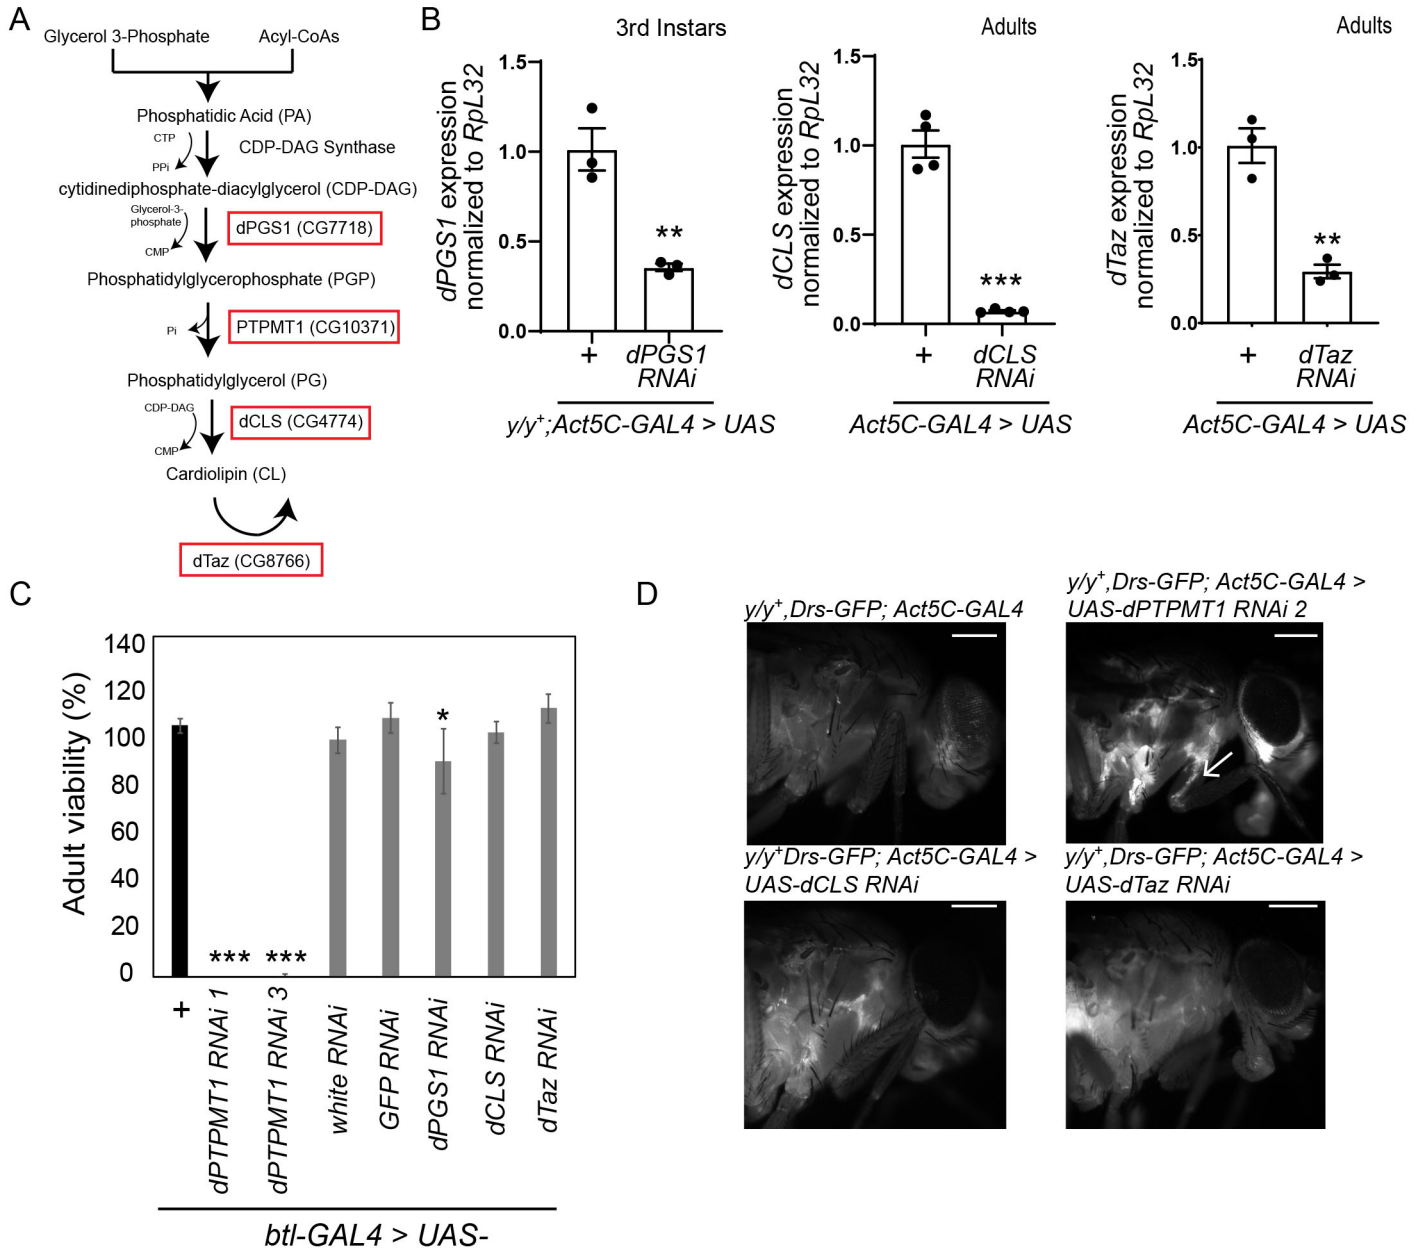 A
Glycerol 3-Phosphate
Acyl-CoAs
Phosphatidic Acid (PA)
CTP
CDP-DAG Synthase
PPi
cytidinediphosphate-diacylglycerol (CDP-DAG)
Glycerol-3-
phosphate
dPGS1 (CG7718)
CMP
Phosphatidylglycerophosphate (PGP)
Pi
PTPMT1 (CG10371)
Phosphatidylglycerol (PG)
CDP-DAG
dCLS (CG4774)
CMP
Cardiolipin (CL)
dTaz (CG8766)
B
3rd Instars
dPGS1 expression
normalized to RpL32
1.5
1.0
0.5
0.0
**
+
dPGS1
RNAi
y/y+;Act5C-GAL4 > UAS
Adults
dCLS expression
normalized to RpL32
1.5
1.0
0.5
0.0
***
+
dCLS
RNAi
Act5C-GAL4 > UAS
Adults
dTaz expression
normalized to RpL32
1.5
1.0
0.5
0.0
**
+
dTaz
RNAi
Act5C-GAL4 > UAS
C
Adult viability (%)
140
120
100
80
60
40
20
0
*** *** *
+
dPTPMT1 RNAi 1
dPTPMT1 RNAi 3
white RNAi
GFP RNAi
dPGS1 RNAi
dCLS RNAi
dTaz RNAi
btl-GAL4 > UAS-
D
y/y+,Drs-GFP; Act5C-GAL4
y/y+,Drs-GFP; Act5C-GAL4 >
UAS-dPTPMT1 RNAi 2
y/y+Drs-GFP; Act5C-GAL4 >
UAS-dCLS RNAi
y/y+,Drs-GFP; Act5C-GAL4 >
UAS-dTaz RNAi